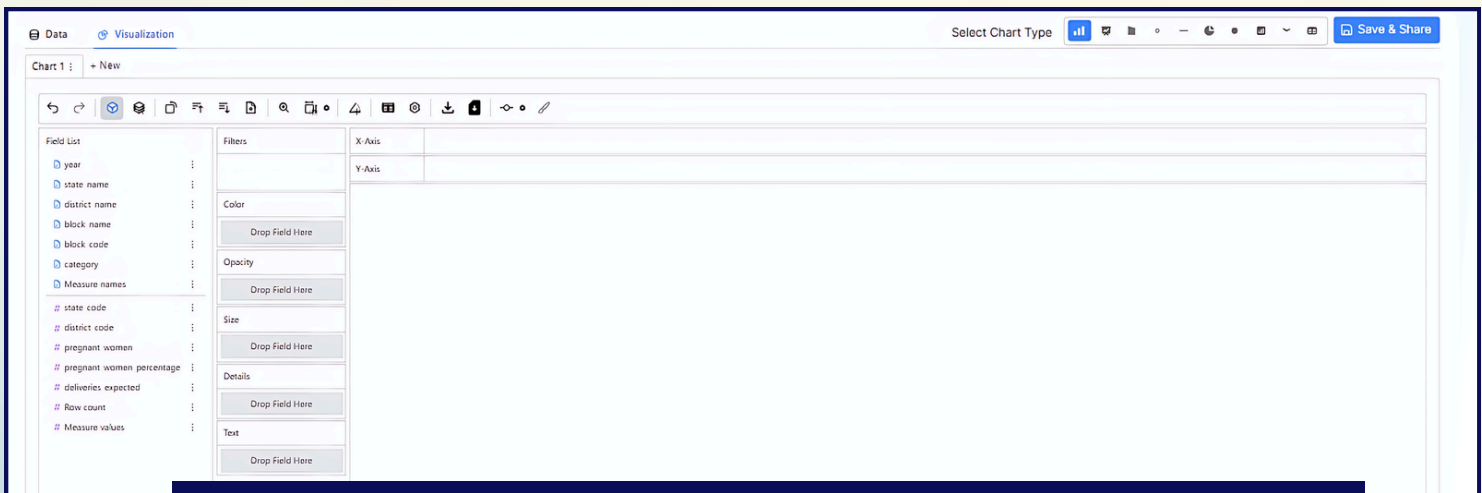 Data
Visualization
Select Chart Type
Save & Share
Chart 1
+ New
Field List
year
state name
district name
block name
block code
category
Measure names
# state code
# district code
# pregnant women
# pregnant women percentage
# deliveries expected
# Row count
# Measure values
Filters
Color
Drop Field Here
Opacity
Drop Field Here
Size
Drop Field Here
Details
Drop Field Here
Text
Drop Field Here
X-Axis
Y-Axis